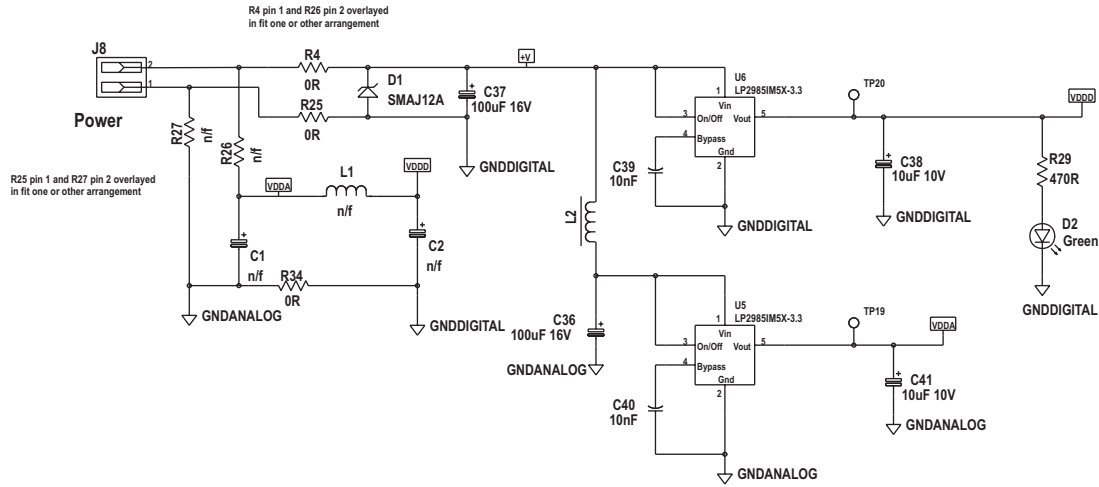 R4 pin 1 and R26 pin 2 overlayed
in fit one or other arrangement
J8
2
1
Power
R4
0R
R25
0R
D1
SMAJ12A
+
C37
100uF 16V
+V
GNDDIGITAL
R27
n/f
R26
n/f
R25 pin 1 and R27 pin 2 overlayed
in fit one or other arrangement
VDDA
L1
n/f
VDDD
+
C1
n/f
+
C2
n/f
R34
0R
GNDANALOG
GNDDIGITAL
L2
U6
LP2985IM5X-3.3
1
Vin
3
On/Off
Vout
5
4
Bypass
Gnd
2
C39
10nF
GNDDIGITAL
TP20
VDDD
+
C38
10uF 10V
GNDDIGITAL
R29
470R
D2
Green
GNDDIGITAL
C36
100uF 16V
+
GNDANALOG
U5
LP2985IM5X-3.3
1
Vin
3
On/Off
Vout
5
4
Bypass
Gnd
2
C40
10nF
GNDANALOG
TP19
VDDA
+
C41
10uF 10V
GNDANALOG